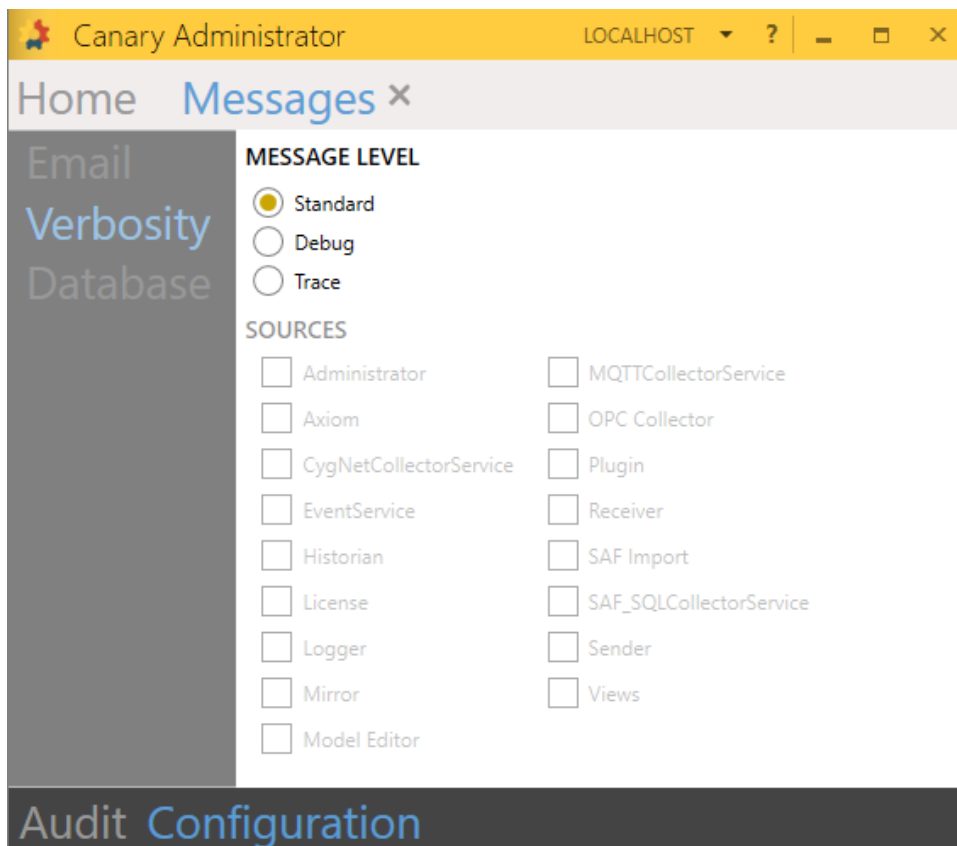 Canary Administrator LOCALHOST ?
Home Messages ×
Email
Verbosity
Database
MESSAGE LEVEL
Standard
Debug
Trace
SOURCES
Administrator MQTTCollectorService
Axiom OPC Collector
CygNetCollectorService Plugin
EventService Receiver
Historian SAF Import
License SAF_SQLCollectorService
Logger Sender
Mirror Views
Model Editor
Audit Configuration